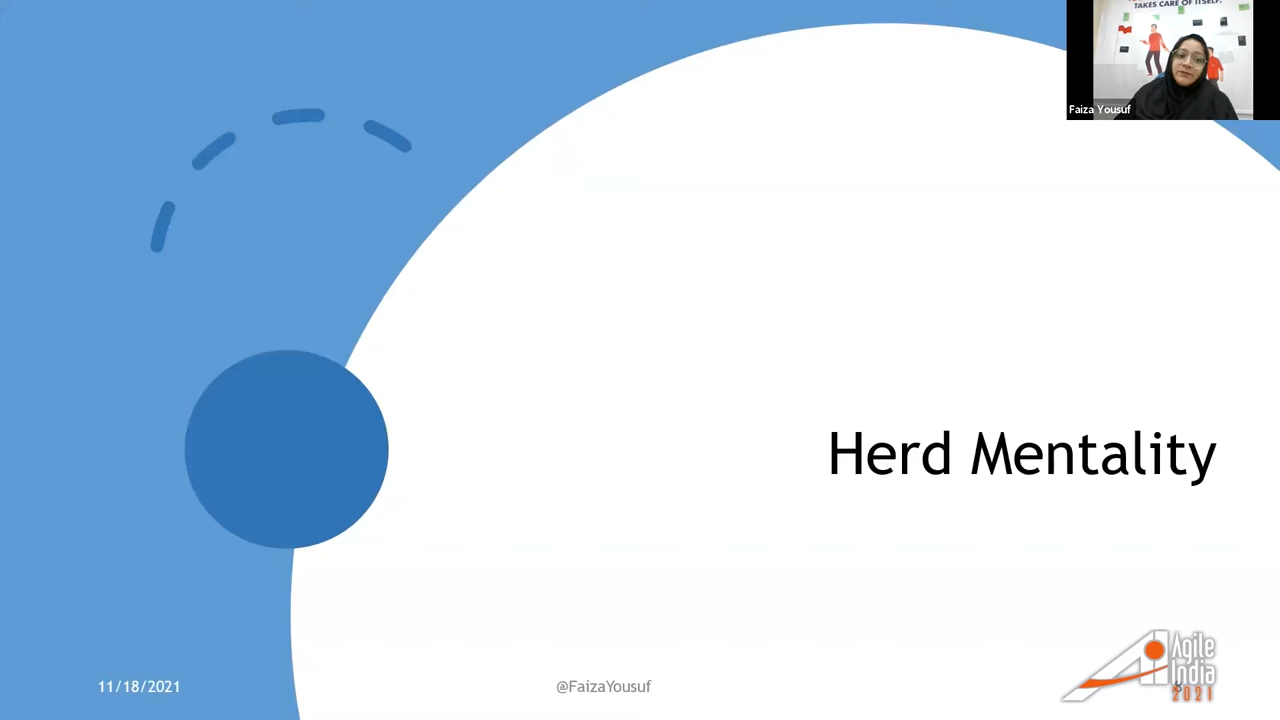 TAKES CARE OF ITSELF.
Faiza Yousuf
Herd Mentality
11/18/2021
@FaizaYousuf
Agile
India
2021